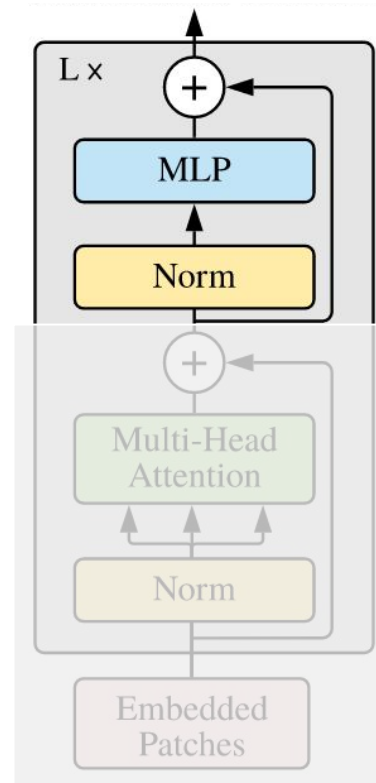 L ×
+
MLP
Norm
+
Multi-Head
Attention
Norm
Embedded
Patches